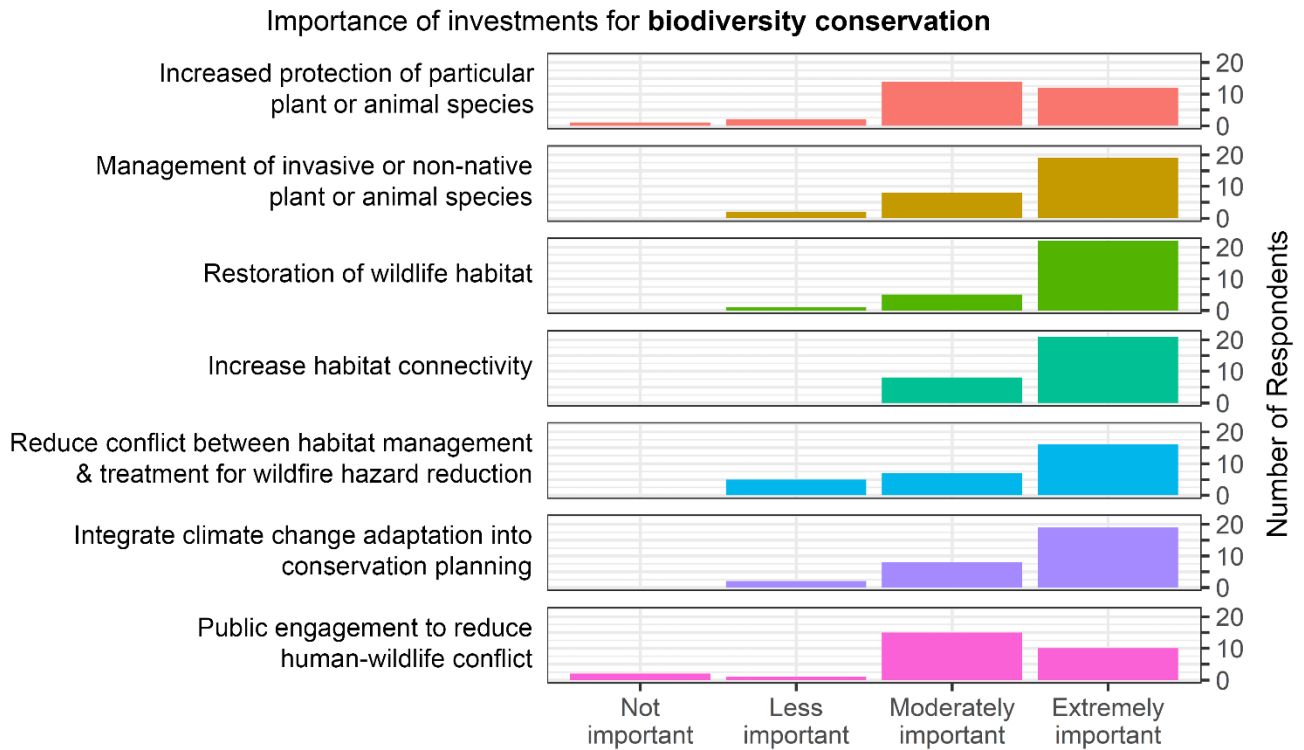 Importance of investments for biodiversity conservation
Increased protection of particular
plant or animal species
20
10
0
Management of invasive or non-native
plant or animal species
20
10
0
Restoration of wildlife habitat
20
10
0
Increase habitat connectivity
20
10
0
Reduce conflict between habitat management
& treatment for wildfire hazard reduction
20
10
0
Integrate climate change adaptation into
conservation planning
20
10
0
Public engagement to reduce
human-wildlife conflict
20
10
0
Number of Respondents
Not
important
Less
important
Moderately
important
Extremely
important